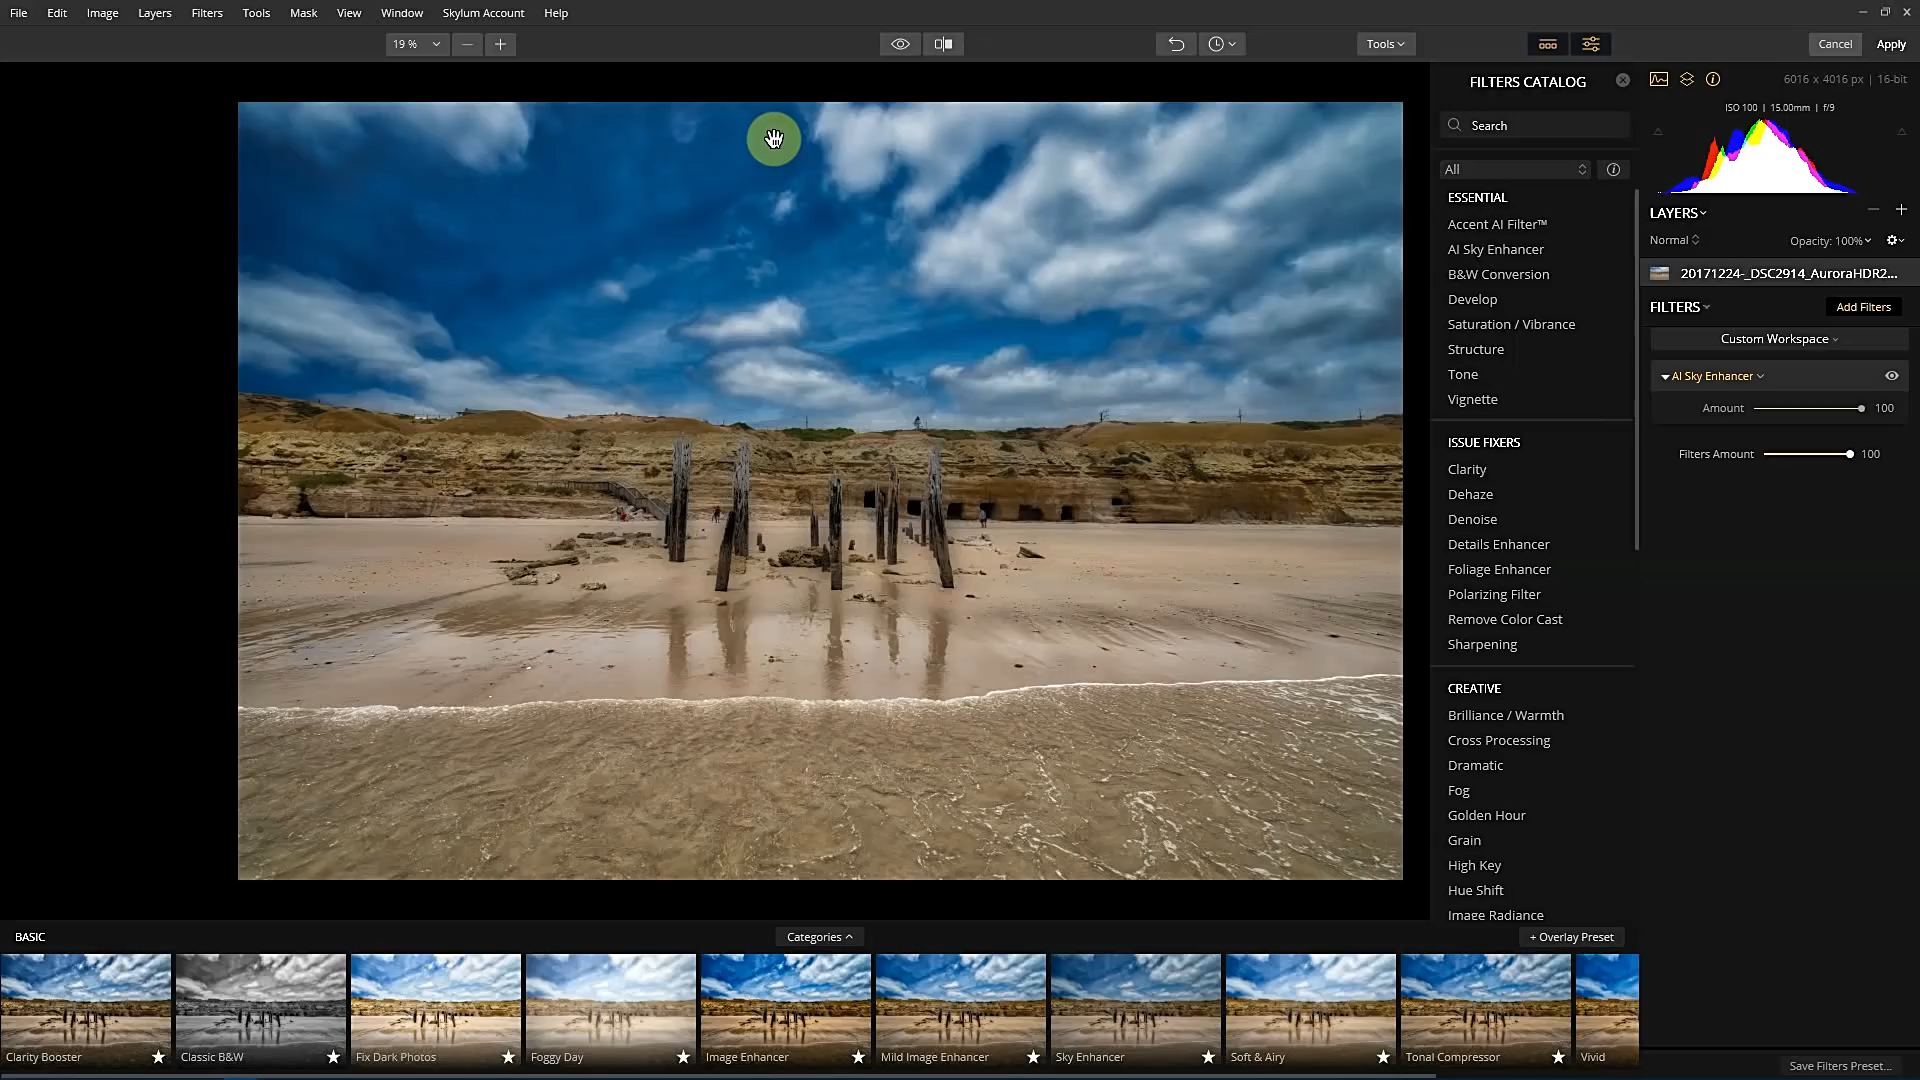 File Edit Image Layers Filters Tools Mask View Window Skylum Account Help
19 %
Tools
Cancel Apply
FILTERS CATALOG
Search
All
ESSENTIAL
Accent AI Filter™
AI Sky Enhancer
B&W Conversion
Develop
Saturation / Vibrance
Structure
Tone
Vignette
ISSUE FIXERS
Clarity
Dehaze
Denoise
Details Enhancer
Foliage Enhancer
Polarizing Filter
Remove Color Cast
Sharpening
CREATIVE
Brilliance / Warmth
Cross Processing
Dramatic
Fog
Golden Hour
Grain
High Key
Hue Shift
Image Radiance
6016 x 4016 px | 16-bit
ISO 100 | 15.00mm | f/9
LAYERS
Normal Opacity: 100%
20171224-_DSC2914_AuroraHDR2...
FILTERS Add Filters
Custom Workspace
AI Sky Enhancer
Amount 100
Filters Amount 100
BASIC Categories + Overlay Preset
Clarity Booster Classic B&W Fix Dark Photos Foggy Day Image Enhancer Mild Image Enhancer Sky Enhancer Soft & Airy Tonal Compressor Vivid
Save Filters Preset...